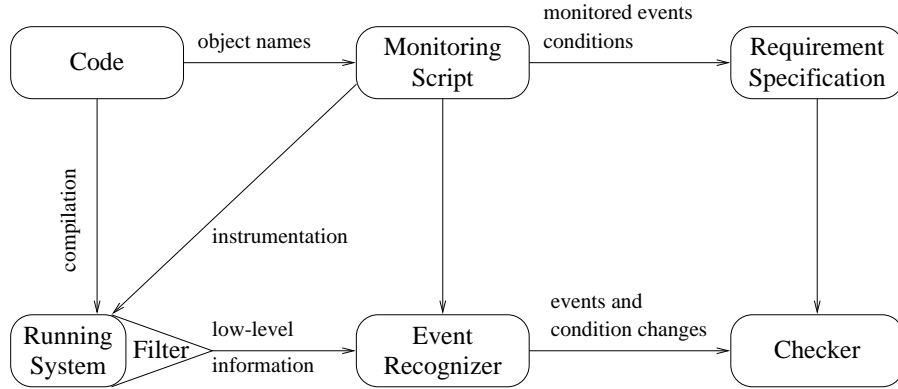 Code
object names
Monitoring
Script
monitored events
conditions
Requirement
Specification
compilation
instrumentation
Running
System
Filter
low-level
information
Event
Recognizer
events and
condition changes
Checker